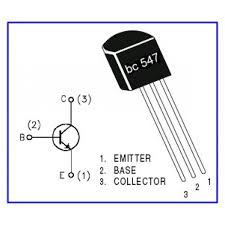 bc 547
C (3)
(2)
B
E (1)
1. EMITTER
2. BASE
3. COLLECTOR
1
2
3